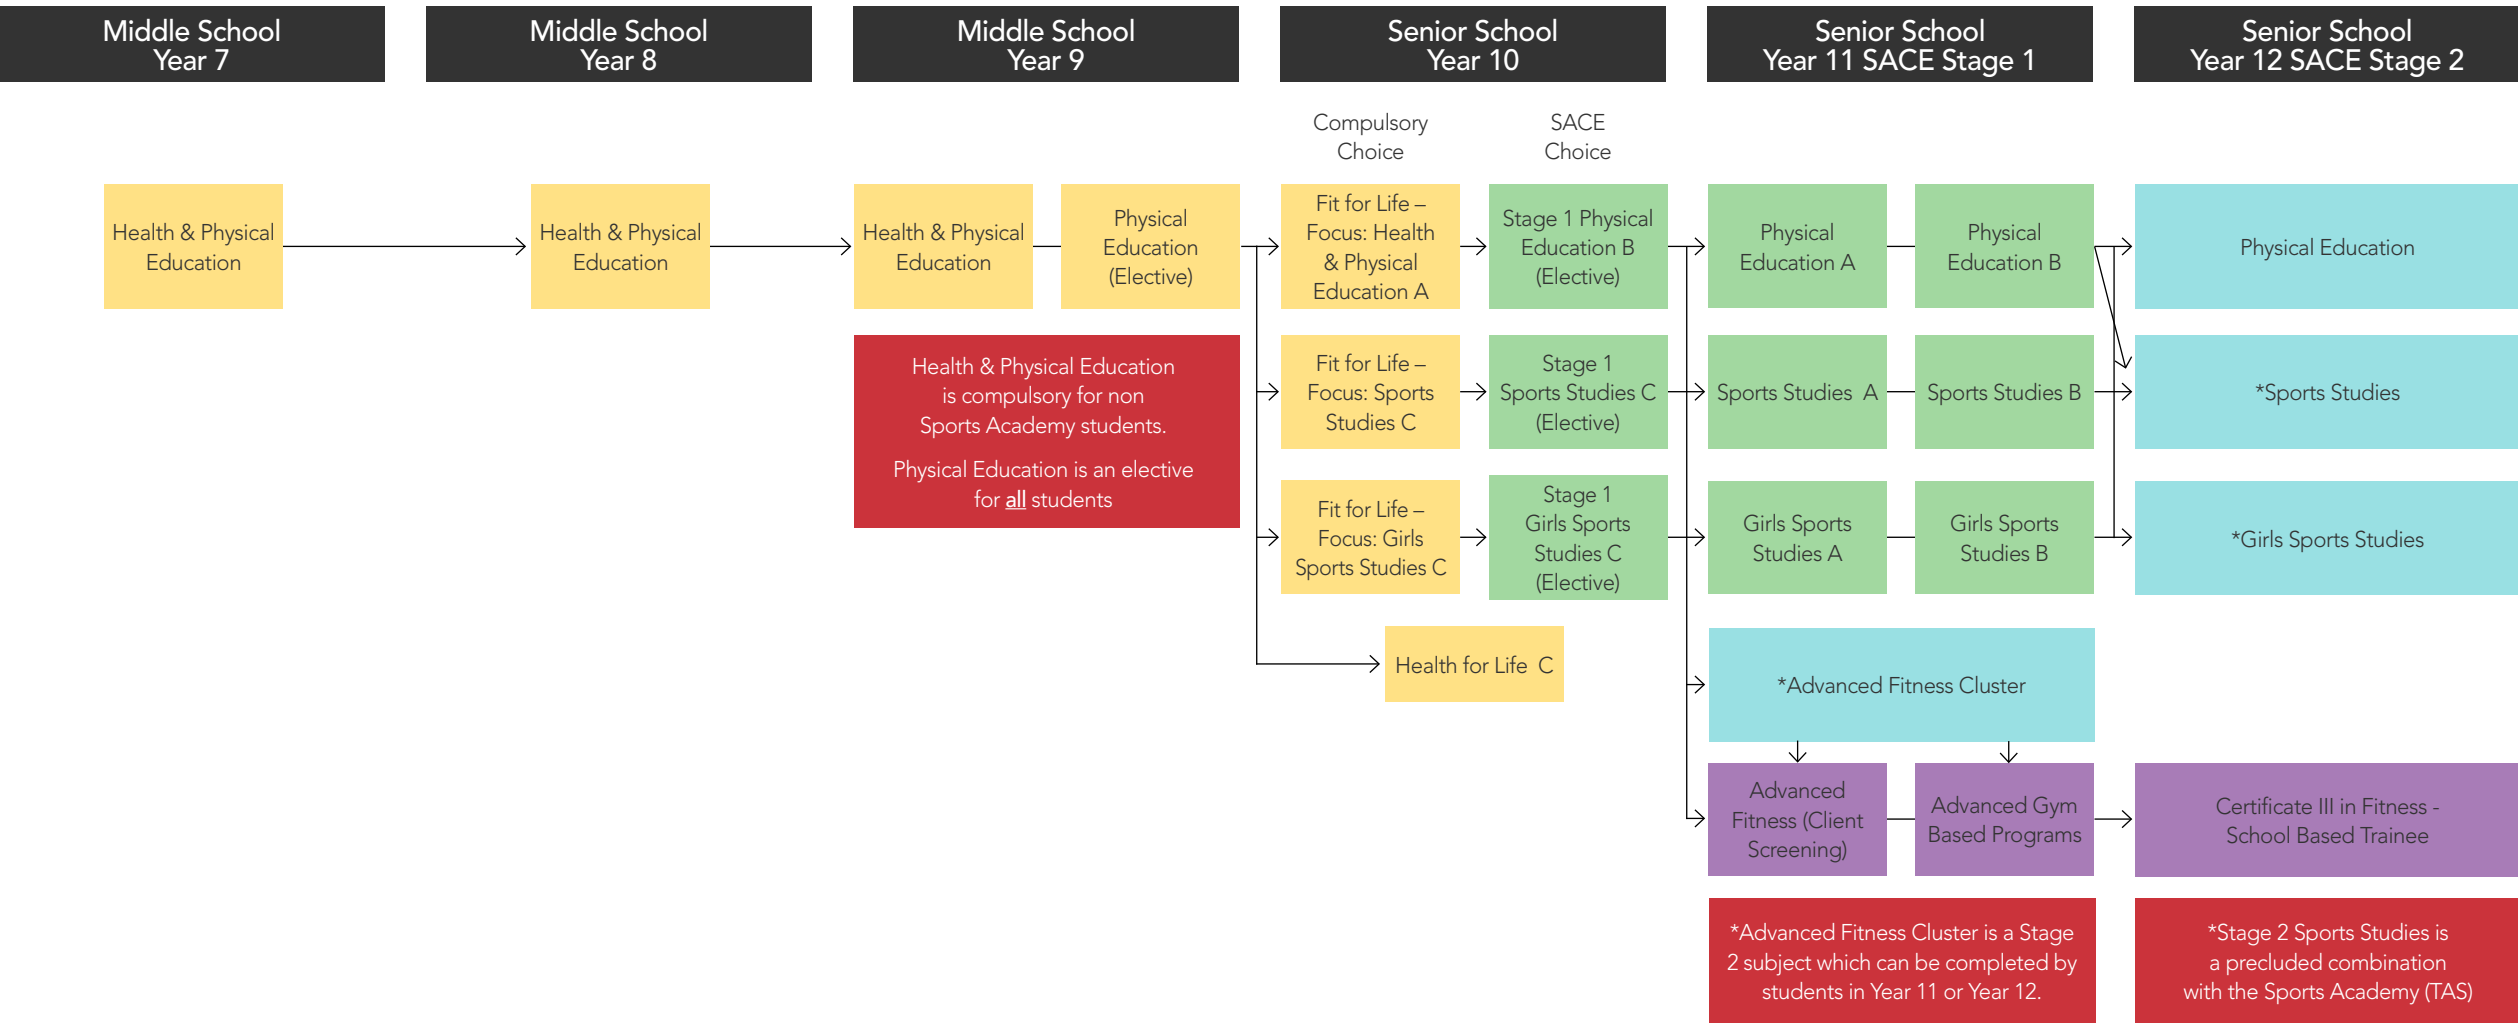 Middle School
Year 7
Middle School
Year 8
Middle School
Year 9
Senior School
Year 10
Senior School
Year 11 SACE Stage 1
Senior School
Year 12 SACE Stage 2
Compulsory
Choice
SACE
Choice
Health & Physical
Education
Health & Physical
Education
Health & Physical
Education
Physical
Education
(Elective)
Fit for Life –
Focus: Health
& Physical
Education A
Stage 1 Physical
Education B
(Elective)
Physical
Education A
Physical
Education B
Physical Education
Health & Physical Education
is compulsory for non
Sports Academy students.
Physical Education is an elective
for all students
Fit for Life –
Focus: Sports
Studies C
Stage 1
Sports Studies C
(Elective)
Sports Studies A
Sports Studies B
*Sports Studies
Fit for Life –
Focus: Girls
Sports Studies C
Stage 1
Girls Sports
Studies C
(Elective)
Girls Sports
Studies A
Girls Sports
Studies B
*Girls Sports Studies
Health for Life C
*Advanced Fitness Cluster
Advanced
Fitness (Client
Screening)
Advanced Gym
Based Programs
Certificate III in Fitness -
School Based Trainee
*Advanced Fitness Cluster is a Stage
2 subject which can be completed by
students in Year 11 or Year 12.
*Stage 2 Sports Studies is
a precluded combination
with the Sports Academy (TAS)